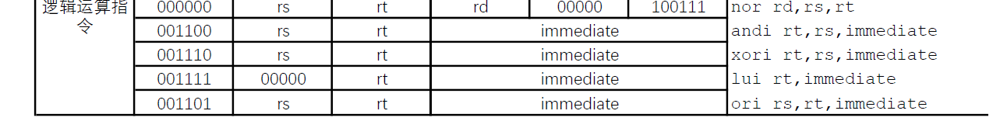 逻辑运算指令
000000 rs rt rd 00000 100111 nor rd,rs,rt
001100 rs rt immediate andi rt,rs,immediate
001110 rs rt immediate xori rt,rs,immediate
001111 00000 rt immediate lui rt,immediate
001101 rs rt immediate ori rs,rt,immediate